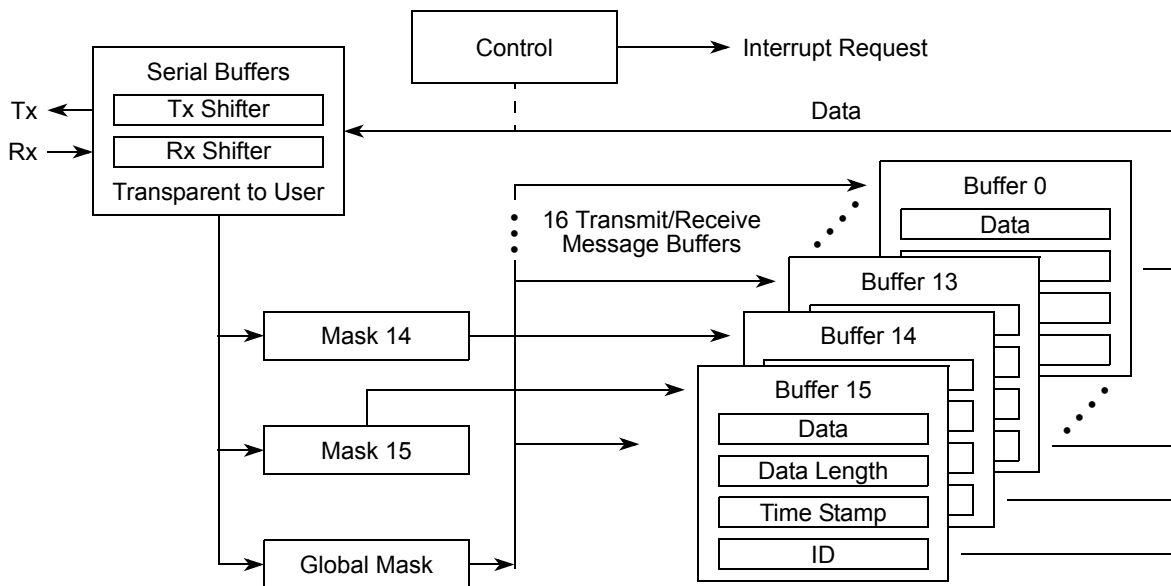 Control
Interrupt Request
Serial Buffers
Tx Shifter
Rx Shifter
Transparent to User
Tx
Rx
Data
16 Transmit/Receive
Message Buffers
Buffer 0
Data
Buffer 13
Mask 14
Buffer 14
Buffer 15
Mask 15
Data
Data Length
Time Stamp
ID
Global Mask